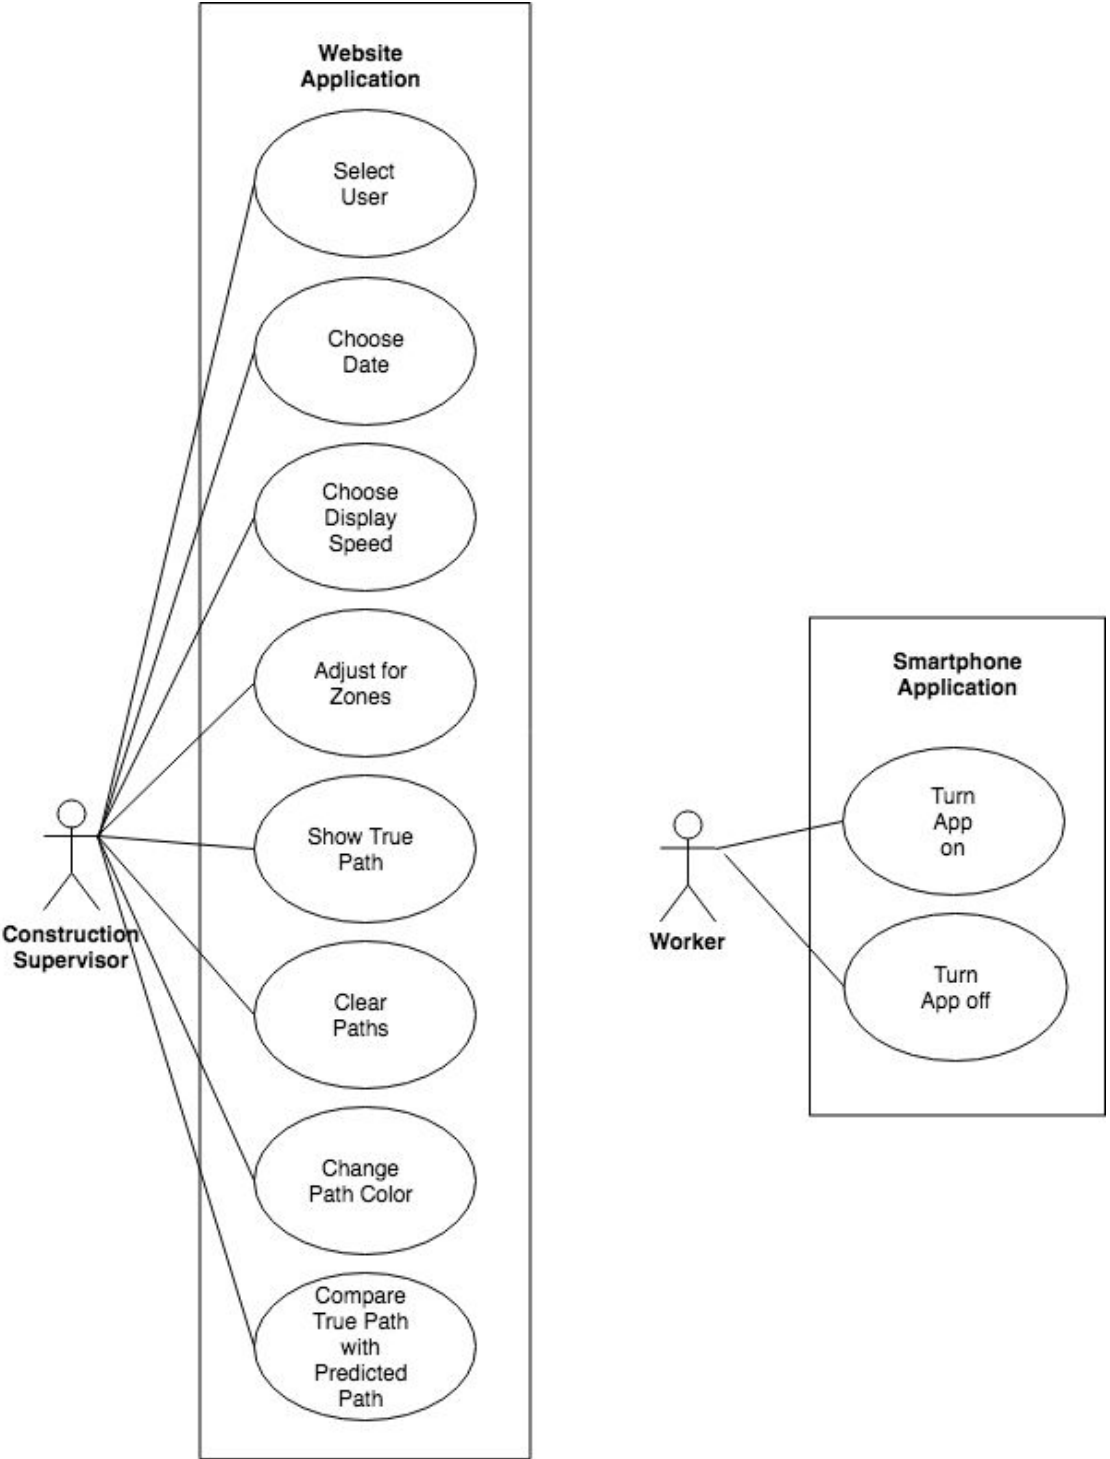 Website
Application
Select
User
Choose
Date
Choose
Display
Speed
Adjust for
Zones
Show True
Path
Construction
Supervisor
Clear
Paths
Change
Path Color
Compare
True Path
with
Predicted
Path
Smartphone
Application
Turn
App
on
Worker
Turn
App off